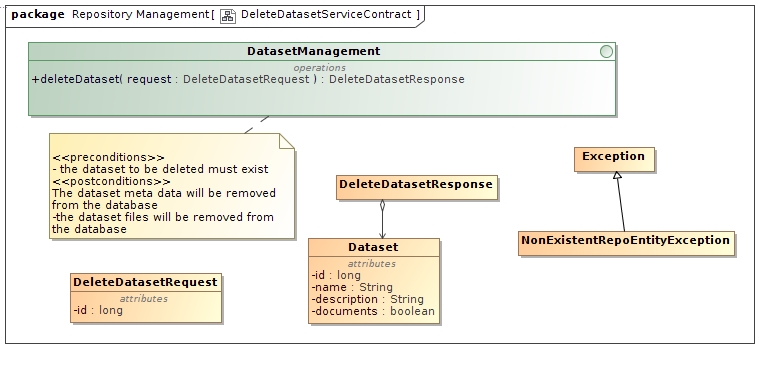 package Repository Management[ DeleteDatasetServiceContract ]
DatasetManagement
operations
+deleteDataset( request : DeleteDatasetRequest ) : DeleteDatasetResponse
<<preconditions>>
- the dataset to be deleted must exist
<<postconditions>>
The dataset meta data will be removed
from the database
-the dataset files will be removed from
the database
Exception
DeleteDatasetResponse
NonExistentRepoEntityException
Dataset
attributes
-id : long
-name : String
-description : String
-documents : boolean
DeleteDatasetRequest
attributes
-id : long